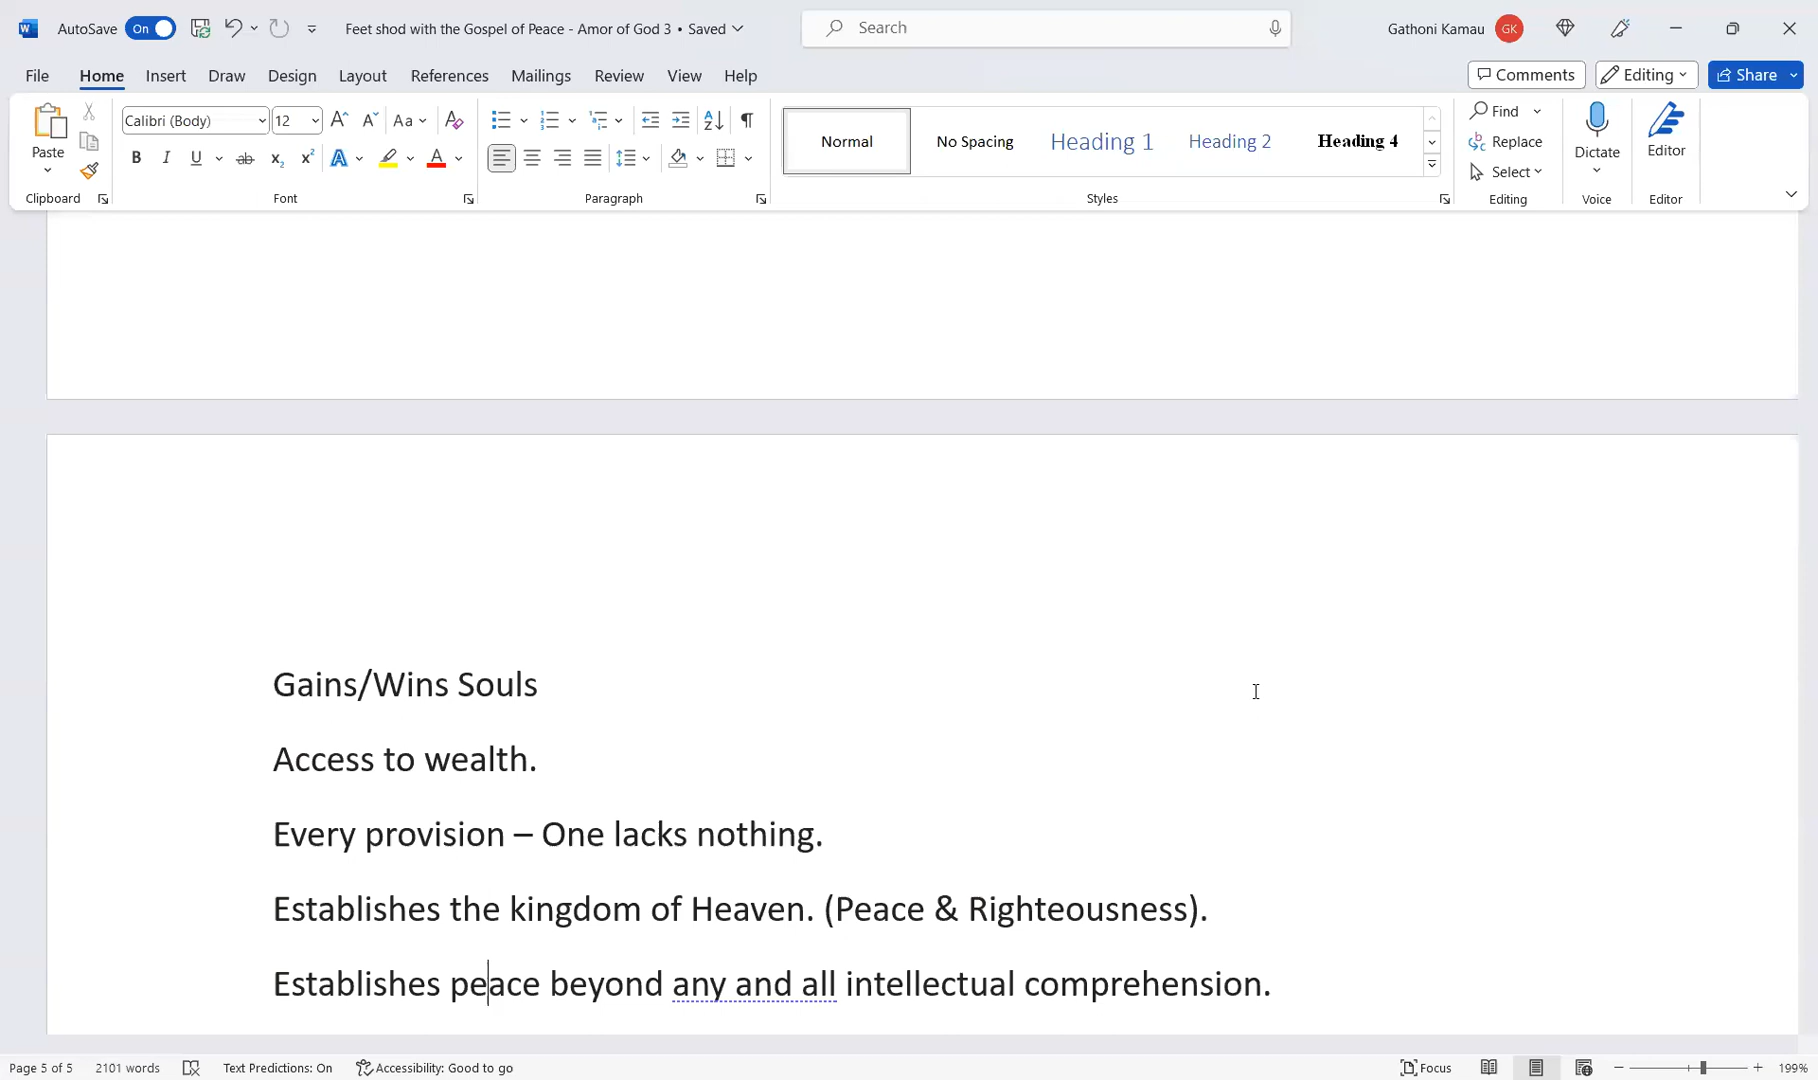 AutoSave On Feet shod with the Gospel of Peace - Amor of God 3 • Saved Search Gathoni Kamau GK
File Home Insert Draw Design Layout References Mailings Review View Help Comments Editing Share
Paste Calibri (Body) 12 Aa Normal No Spacing Heading 1 Heading 2 Heading 4 Find Replace Select Dictate Editor
Clipboard Font Paragraph Styles Editing Voice Editor
Gains/Wins Souls
Access to wealth.
Every provision – One lacks nothing.
Establishes the kingdom of Heaven. (Peace & Righteousness).
Establishes peace beyond any and all intellectual comprehension.
Page 5 of 5 2101 words Text Predictions: On Accessibility: Good to go Focus 199%